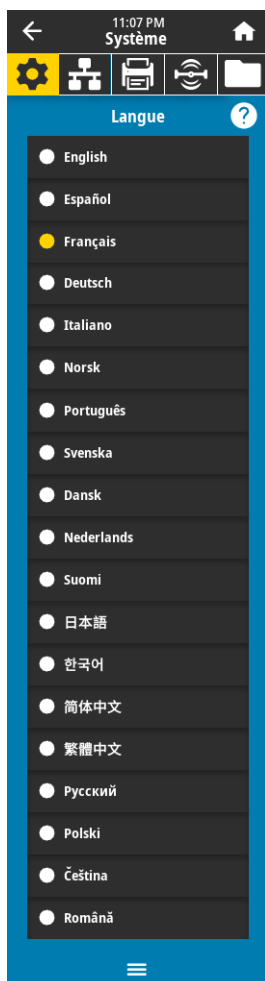 11:07 PM
Système
Langue
?
English
Español
Français
Deutsch
Italiano
Norsk
Português
Svenska
Dansk
Nederlands
Suomi
日本語
한국어
简体中文
繁體中文
Русский
Polski
Čeština
Română